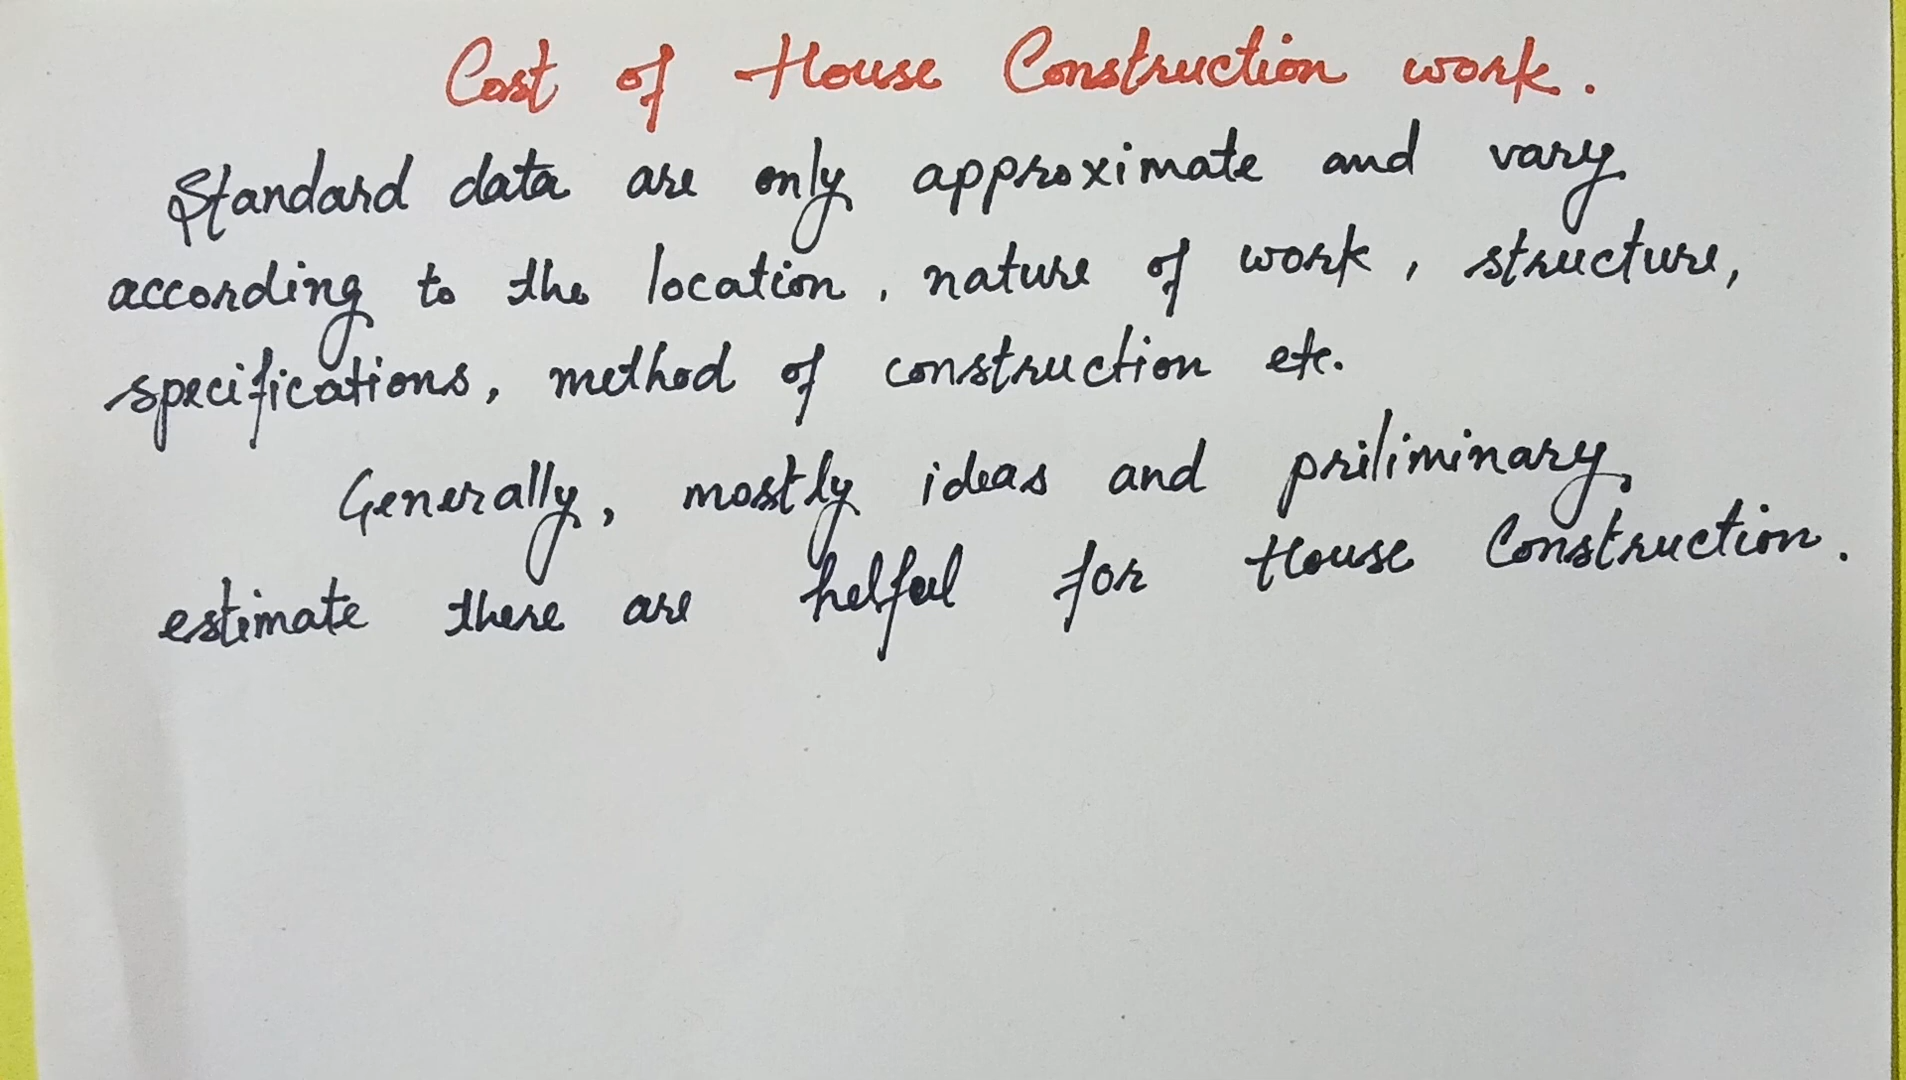 Cost of House Construction work.
Standard data are only approximate and vary
according to the location, nature of work, structure,
specifications, method of construction etc.
Generally, mostly ideas and priliminary
estimate there are helful for House Construction.